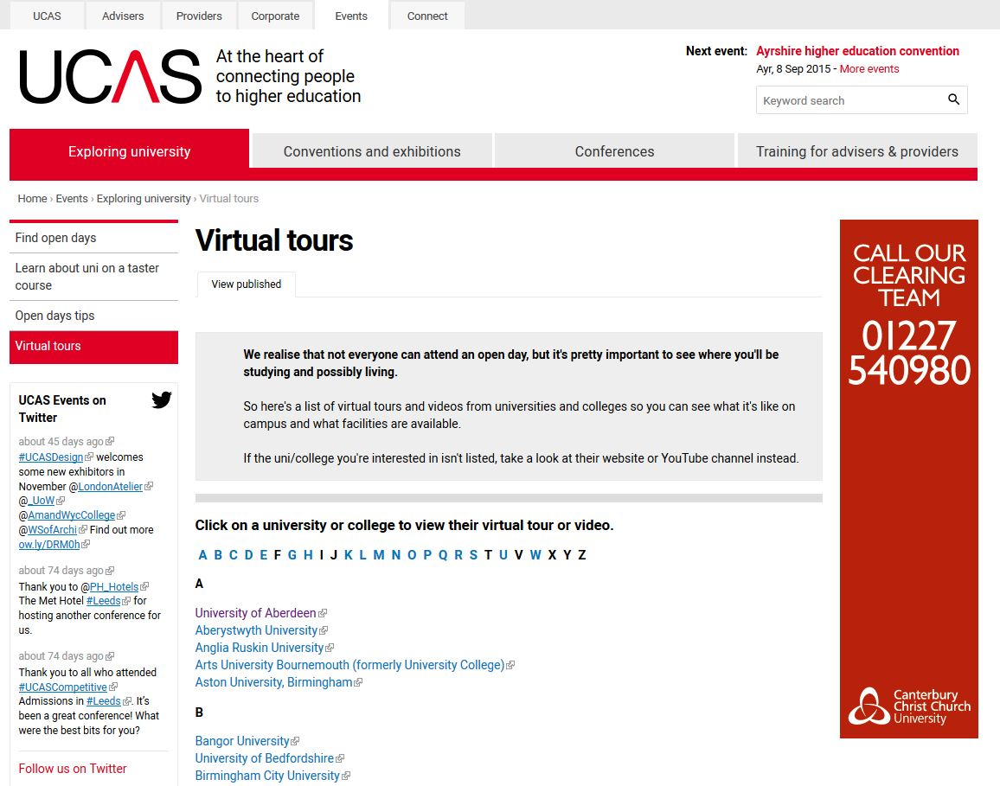 UCAS
Advisers
Providers
Corporate
Events
Connect
UCAS
At the heart of
connecting people
to higher education
Next event: Ayrshire higher education convention
Ayr, 8 Sep 2015 - More events
Keyword search
Exploring university
Conventions and exhibitions
Conferences
Training for advisers & providers
Home › Events › Exploring university › Virtual tours
Find open days
Learn about uni on a taster
course
Open days tips
Virtual tours
UCAS Events on
Twitter
about 45 days ago
#UCASDesign welcomes
some new exhibitors in
November @LondonAtelier
@_UoW
@AmandWycCollege
@WSofArchi Find out more
ow.ly/DRM0h
about 74 days ago
Thank you to @PH_Hotels
The Met Hotel #Leeds for
hosting another conference for
us.
about 74 days ago
Thank you to all who attended
#UCASCompetitive
Admissions in #Leeds. It's
been a great conference! What
were the best bits for you?
Follow us on Twitter
Virtual tours
View published
We realise that not everyone can attend an open day, but it's pretty important to see where you'll be
studying and possibly living.
So here's a list of virtual tours and videos from universities and colleges so you can see what it's like on
campus and what facilities are available.
If the uni/college you're interested in isn't listed, take a look at their website or YouTube channel instead.
Click on a university or college to view their virtual tour or video.
A B C D E F G H I J K L M N O P Q R S T U V W X Y Z
A
University of Aberdeen
Aberystwyth University
Anglia Ruskin University
Arts University Bournemouth (formerly University College)
Aston University, Birmingham
B
Bangor University
University of Bedfordshire
Birmingham City University
CALL OUR
CLEARING
TEAM
01227
540980
Canterbury
Christ Church
University